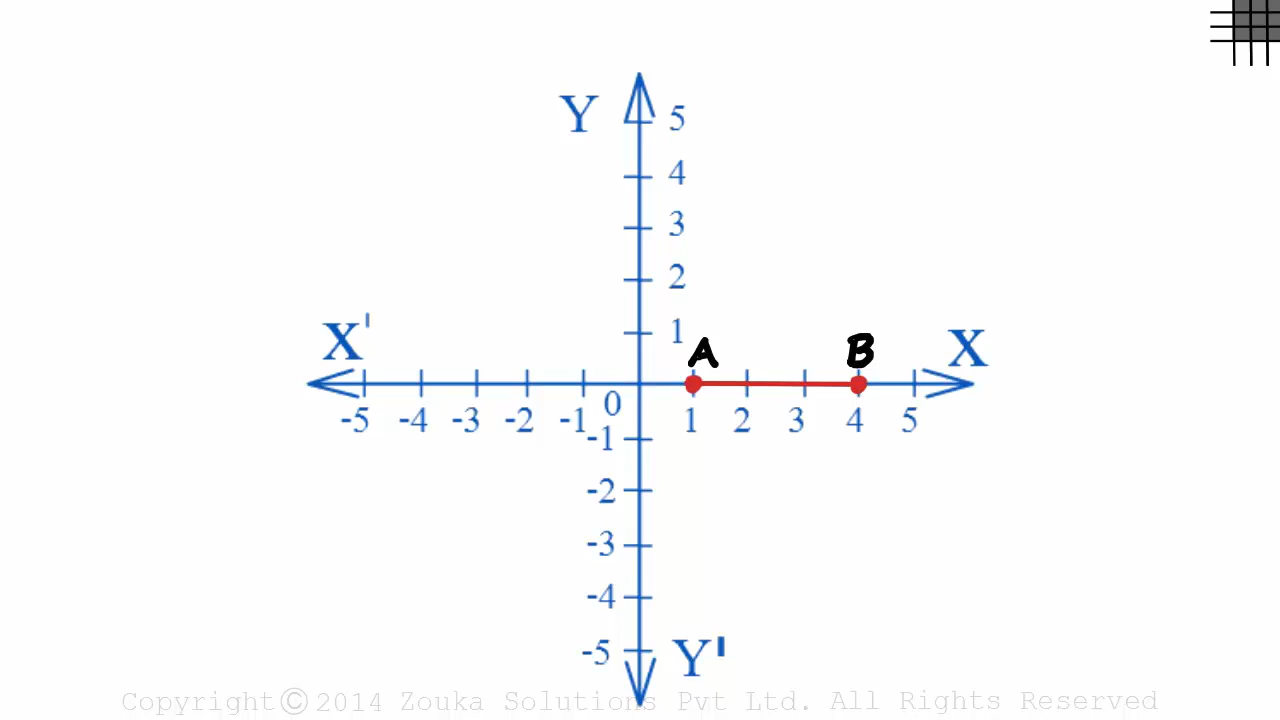 Y 5
4
3
2
1
X' A B X
0
-5 -4 -3 -2 -1 1 2 3 4 5
-1
-2
-3
-4
-5 Y'
Copyright©2014 Zouka Solutions Pvt Ltd. All Rights Reserved